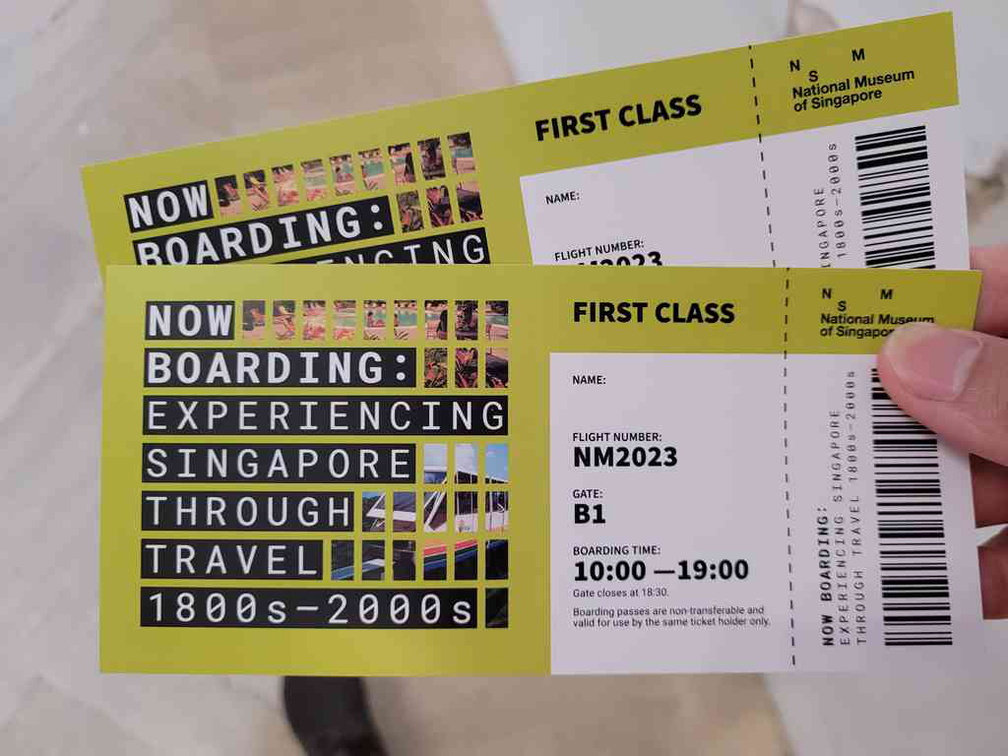 FIRST CLASS
N S M
National Museum
of Singapore
NOW
BOARDING:
NAME:
FLIGHT NUMBER:
SINGAPORE
1800s–2000s
NOW
BOARDING:
EXPERIENCING
SINGAPORE
THROUGH
TRAVEL
1800s–2000s
FIRST CLASS
NAME:
FLIGHT NUMBER:
NM2023
GATE:
B1
BOARDING TIME:
10:00 —19:00
Gate closes at 18:30.
Boarding passes are non-transferable and
valid for use by the same ticket holder only.
N S M
National Museum
of Singapore
NOW BOARDING:
EXPERIENCING SINGAPORE
THROUGH TRAVEL 1800s–2000s